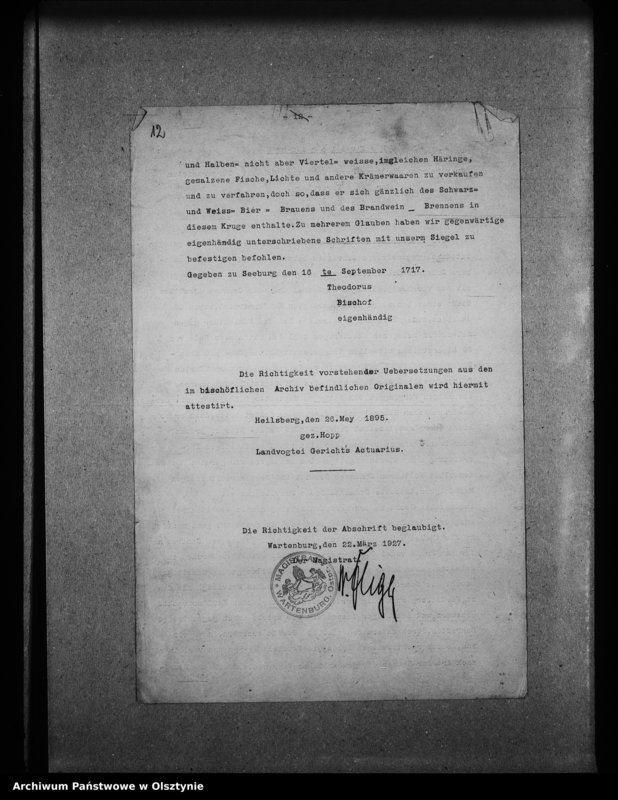 - 12 -
12
und Halben= nicht aber Viertel= weisse,imgleichen Häringe,
gesalzene Fische,Lichte und andere Krämerwaaren zu verkaufen
und zu verfahren,doch so,dass er sich gänzlich des Schwarz=
und Weiss= Bier = Brauens und des Brandwein _ Brennens in
diesem Kruge enthalte.Zu mehrerem Glauben haben wir gegenwärtige
eigenhändig unterschriebene Schriften mit unserm Siegel zu
befestigen befohlen.
Gegeben zu Seeburg den 16 te September 1717.
Theodorus
Bischof
eigenhändig
Die Richtigkeit vorstehender Uebersetzungen aus den
im bischöflichen Archiv befindlichen Originalen wird hiermit
attestirt.
Heilsberg,den 26.Mey 1895.
gez.Hopp
Landvogtei Gerichts Actuarius.
Die Richtigkeit der Abschrift beglaubigt.
Wartenburg,den 22.März 1927.
Der Magistrat.
MAGISTRAT WARTENBURG
Archiwum Państwowe w Olsztynie